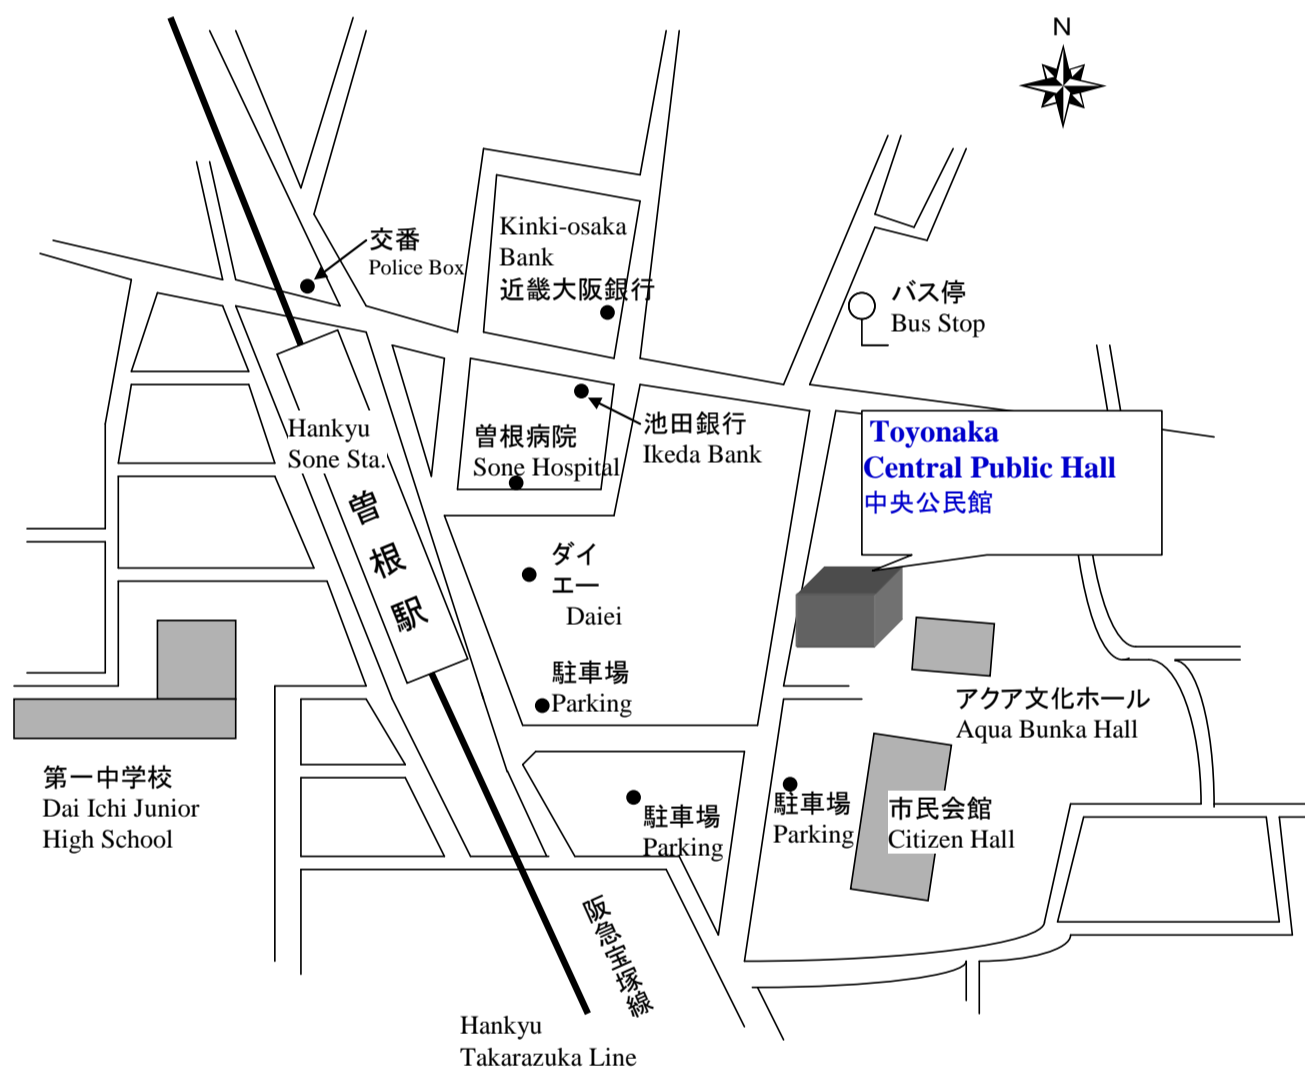 N
交番
Police Box
Kinki-osaka
Bank
近畿大阪銀行
バス停
Bus Stop
Hankyu
Sone Sta.
曽根駅
曽根病院
Sone Hospital
池田銀行
Ikeda Bank
Toyonaka
Central Public Hall
中央公民館
ダイ
エー
Daiei
駐車場
Parking
アクア文化ホール
Aqua Bunka Hall
第一中学校
Dai Ichi Junior
High School
駐車場
Parking
駐車場
Parking
市民会館
Citizen Hall
阪急宝塚線
Hankyu
Takarazuka Line